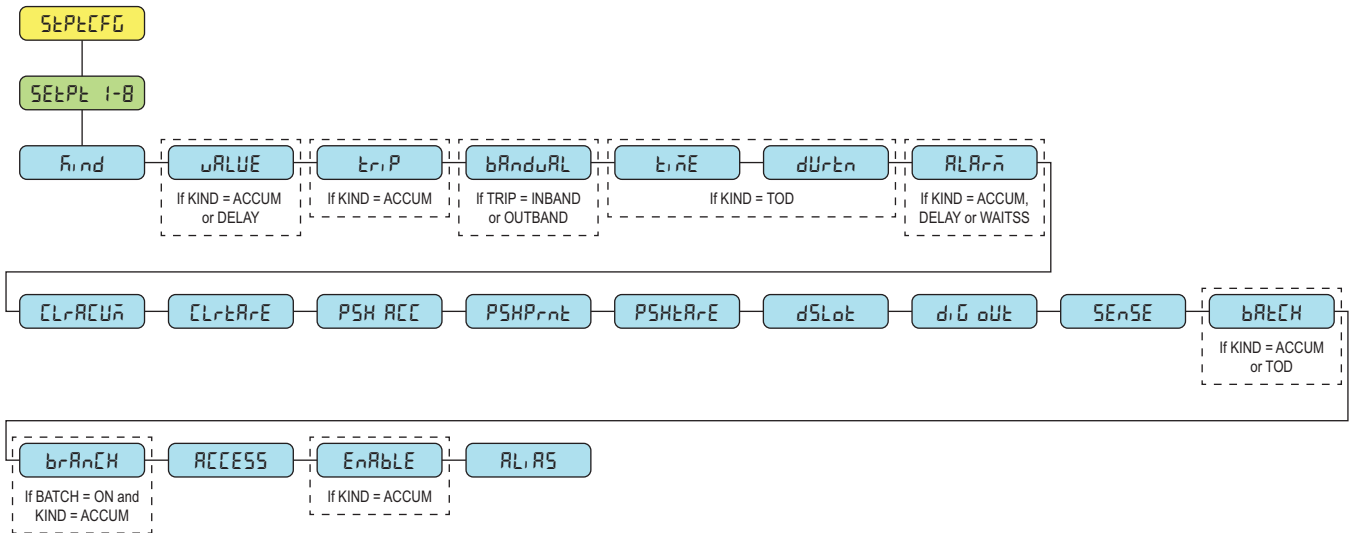 StPtCFG
SEtPt 1-8
Kind
vALUE
triP
bAndvAL
tiME
dUrtn
ALArM
If KIND = ACCUM
or DELAY
If KIND = ACCUM
If TRIP = INBAND
or OUTBAND
If KIND = TOD
If KIND = ACCUM,
DELAY or WAITSS
CLrACUM
CLrtArE
PSH ACC
PSHPrnt
PSHtArE
dSLot
diG oUt
SEnSE
bAtCH
If KIND = ACCUM
or TOD
brAnCH
ACCESS
EnAbLE
ALiAS
If BATCH = ON and
KIND = ACCUM
If KIND = ACCUM